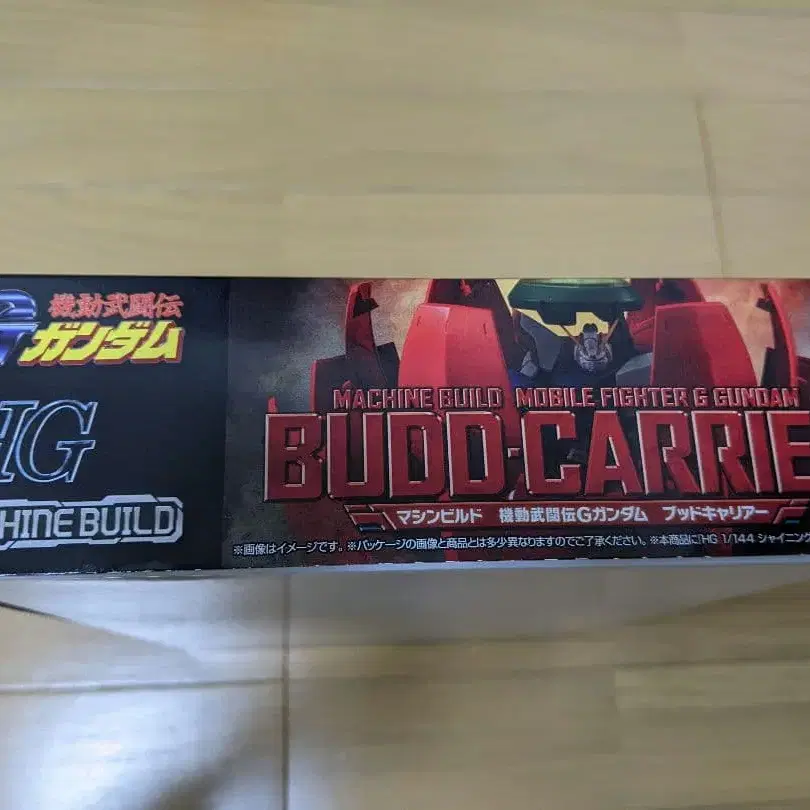 G
機動武闘伝
ガンダム
HG
CHINE BUILD
MACHINE BUILD MOBILE FIGHTER G GUNDAM
BUDD·CARRIE
マシンビルド 機動武闘伝Gガンダム ブッドキャリアー
※画像はイメージです。※パッケージの画像と商品とは多少異なりますのでご了承ください。※本商品に「HG 1/144 シャイニング